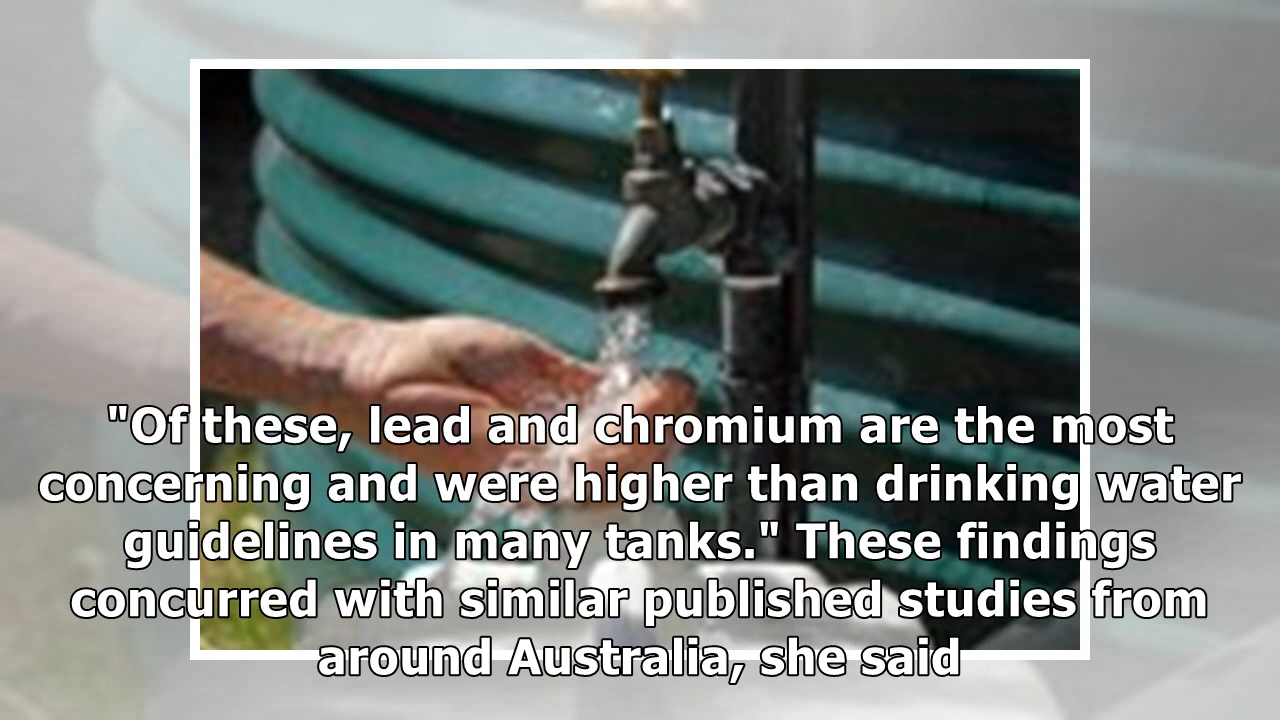 "Of these, lead and chromium are the most
concerning and were higher than drinking water
guidelines in many tanks." These findings
concurred with similar published studies from
around Australia, she said